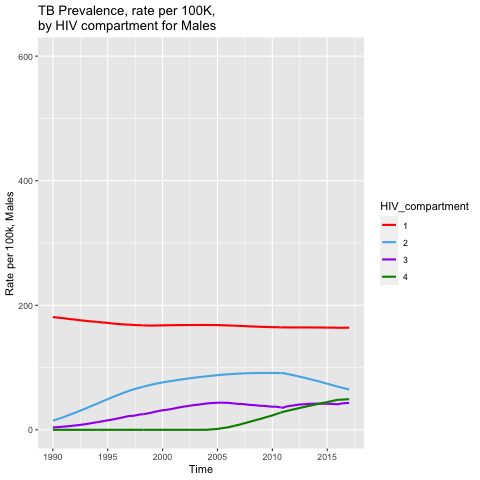 TB Prevalence, rate per 100K,
by HIV compartment for Males
600
400
200
0
Rate per 100k, Males
1990
1995
2000
2005
2010
2015
Time
HIV_compartment
1
2
3
4